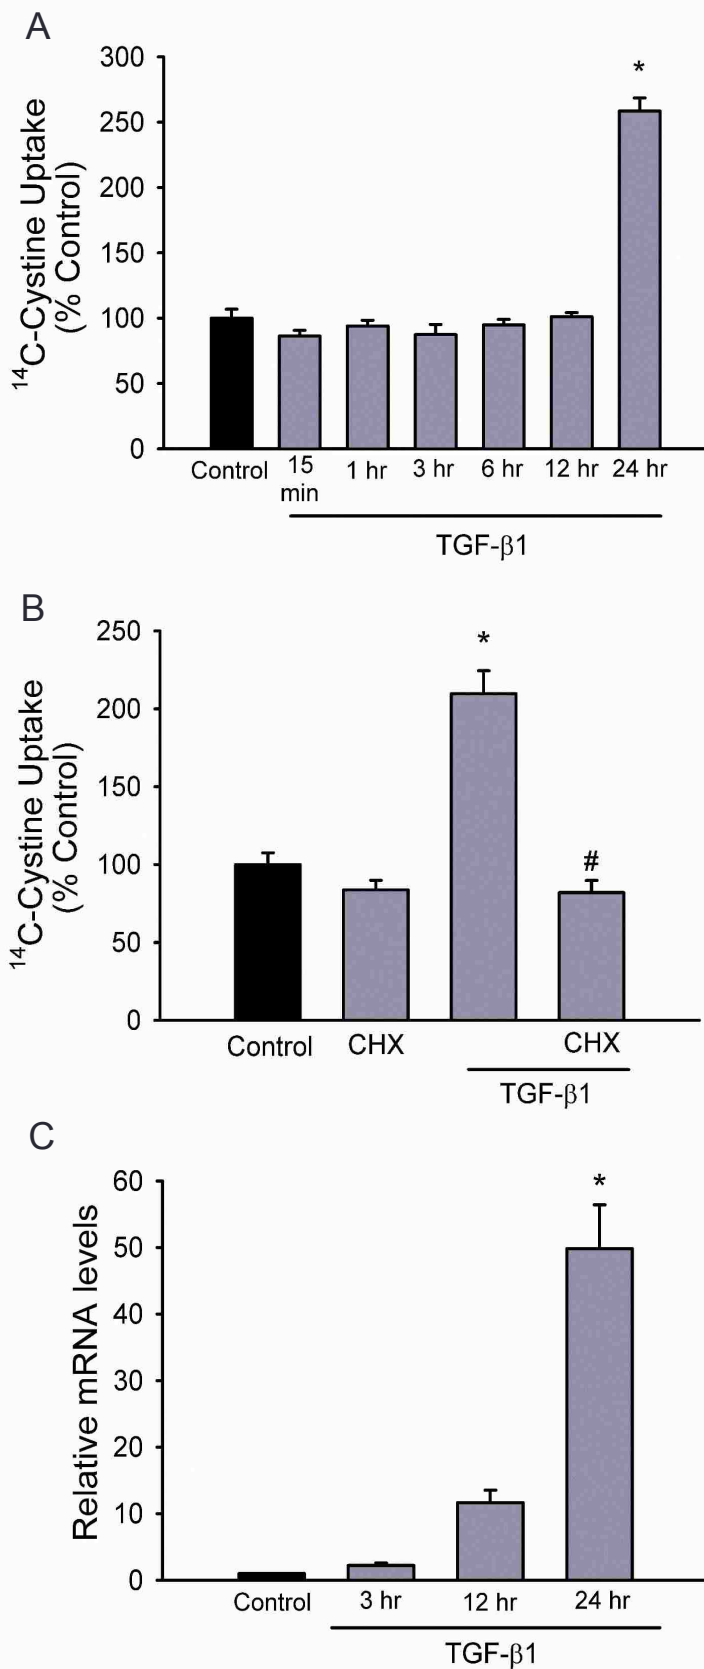 A
300
250
200
150
100
50
0
¹⁴C-Cystine Uptake
(% Control)
*
Control 15 min 1 hr 3 hr 6 hr 12 hr 24 hr
TGF-β1
B
250
200
150
100
50
0
¹⁴C-Cystine Uptake
(% Control)
*
#
Control CHX CHX
TGF-β1
C
60
50
40
30
20
10
0
Relative mRNA levels
*
Control 3 hr 12 hr 24 hr
TGF-β1